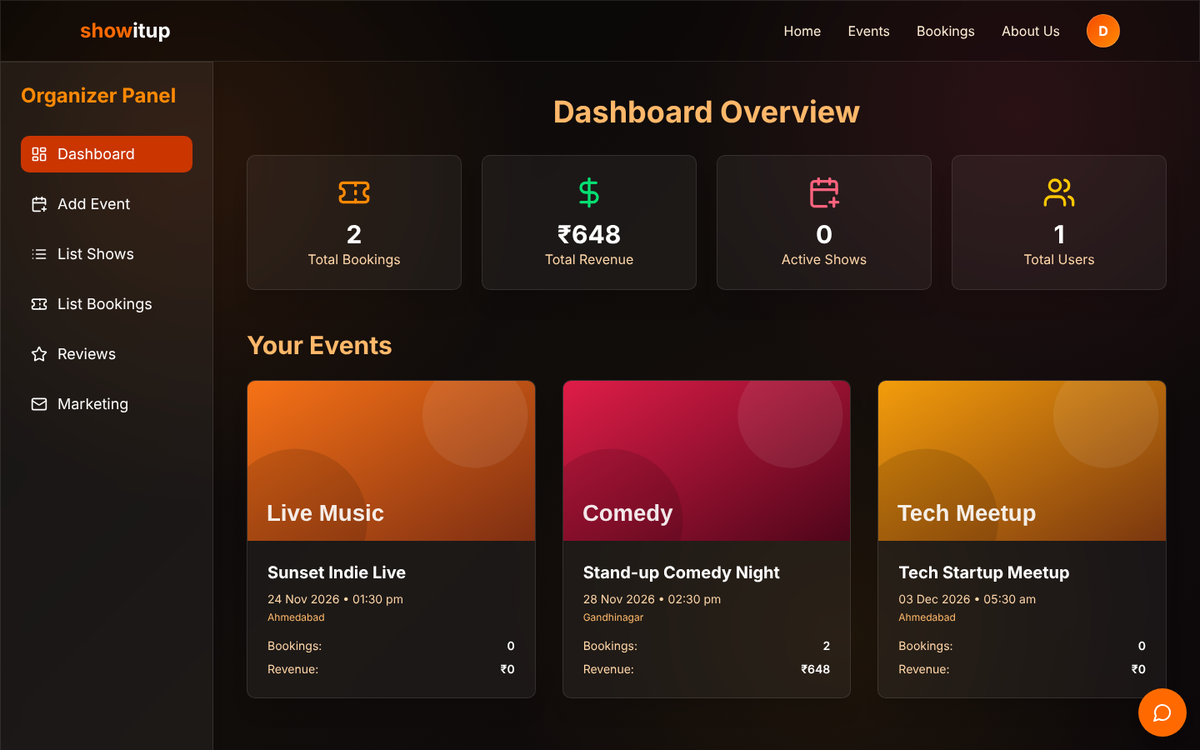 showitup
Home
Events
Bookings
About Us
D
Organizer Panel
Dashboard
Add Event
List Shows
List Bookings
Reviews
Marketing
Dashboard Overview
2
Total Bookings
₹648
Total Revenue
0
Active Shows
1
Total Users
Your Events
Live Music
Sunset Indie Live
24 Nov 2026 • 01:30 pm
Ahmedabad
Bookings: 0
Revenue: ₹0
Comedy
Stand-up Comedy Night
28 Nov 2026 • 02:30 pm
Gandhinagar
Bookings: 2
Revenue: ₹648
Tech Meetup
Tech Startup Meetup
03 Dec 2026 • 05:30 am
Ahmedabad
Bookings: 0
Revenue: ₹0